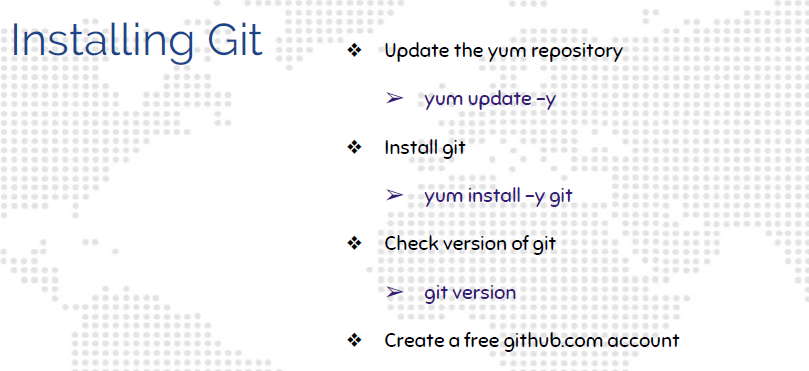 Installing Git
❖ Update the yum repository
➢ yum update -y
❖ Install git
➢ yum install -y git
❖ Check version of git
➢ git version
❖ Create a free github.com account